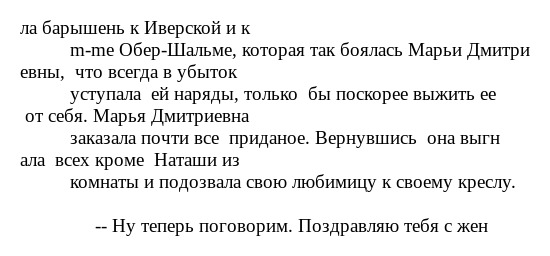 ла барышень к Иверской и к
m-me Обер-Шальме, которая так боялась Марьи Дмитри
евны,  что всегда в убыток
уступала  ей наряды, только  бы поскорее выжить ее
от себя. Марья Дмитриевна
заказала почти все  приданое. Вернувшись  она выгн
ала  всех кроме  Наташи из
комнаты и подозвала свою любимицу к своему креслу.
-- Ну теперь поговорим. Поздравляю тебя с жен